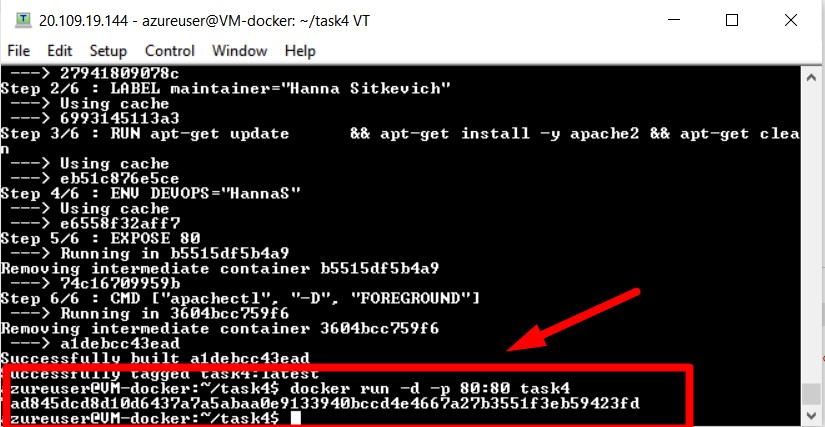 20.109.19.144 - azureuser@VM-docker: ~/task4 VT
File Edit Setup Control Window Help
---> 27941809078c
Step 2/6 : LABEL maintainer="Hanna Sitkevich"
---> Using cache
---> 6993145113a3
Step 3/6 : RUN apt-get update && apt-get install -y apache2 && apt-get clea
n
---> Using cache
---> eb51c876e5ce
Step 4/6 : ENV DEVOPS="HannaS"
---> Using cache
---> e6558f32aff7
Step 5/6 : EXPOSE 80
---> Running in b5515df5b4a9
Removing intermediate container b5515df5b4a9
---> 74c16709959b
Step 6/6 : CMD ["apachectl", "-D", "FOREGROUND"]
---> Running in 3604bcc759f6
Removing intermediate container 3604bcc759f6
---> a1debcc43ead
Successfully built a1debcc43ead
Successfully tagged task4:latest
azureuser@VM-docker:~/task4$ docker run -d -p 80:80 task4
ad845dcd8d10d6437a7a5abaa0e9133940bccd4e4667a27b3551f3eb59423fd
azureuser@VM-docker:~/task4$